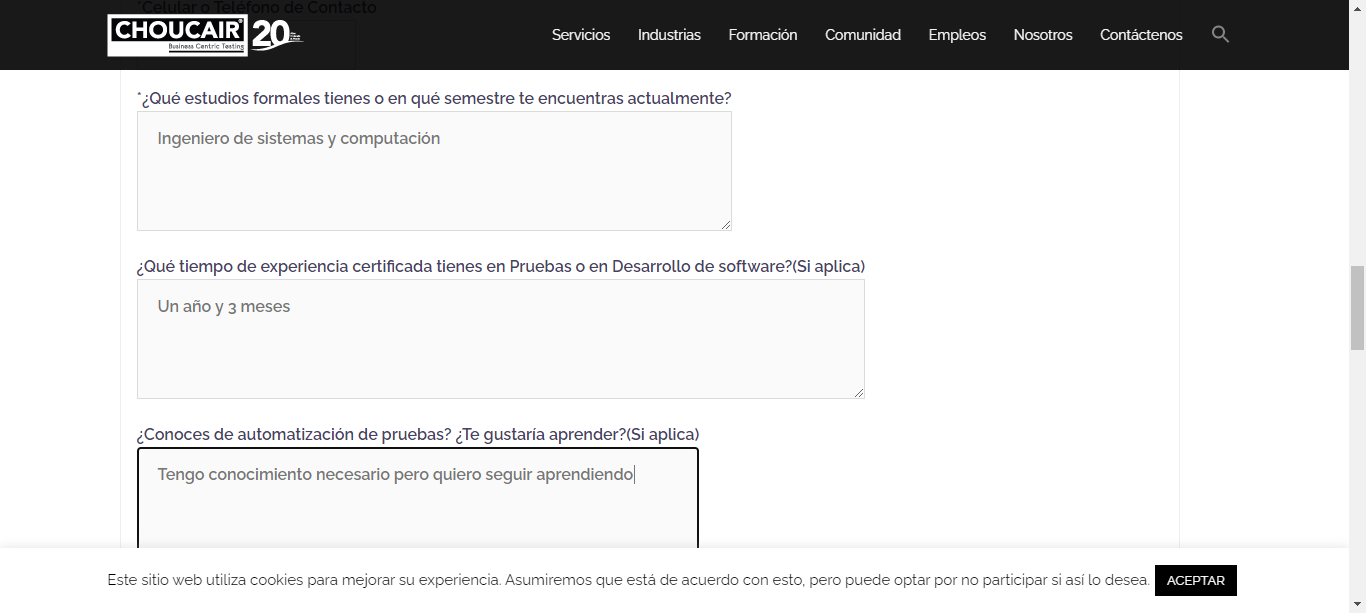 *Celular o Teléfono de Contacto
CHOUCAIR
Business Centric Testing
20
Servicios Industrias Formación Comunidad Empleos Nosotros Contáctenos
*¿Qué estudios formales tienes o en qué semestre te encuentras actualmente?
Ingeniero de sistemas y computación
¿Qué tiempo de experiencia certificada tienes en Pruebas o en Desarrollo de software?(Si aplica)
Un año y 3 meses
¿Conoces de automatización de pruebas? ¿Te gustaría aprender?(Si aplica)
Tengo conocimiento necesario pero quiero seguir aprendiendo
Este sitio web utiliza cookies para mejorar su experiencia. Asumiremos que está de acuerdo con esto, pero puede optar por no participar si así lo desea. ACEPTAR